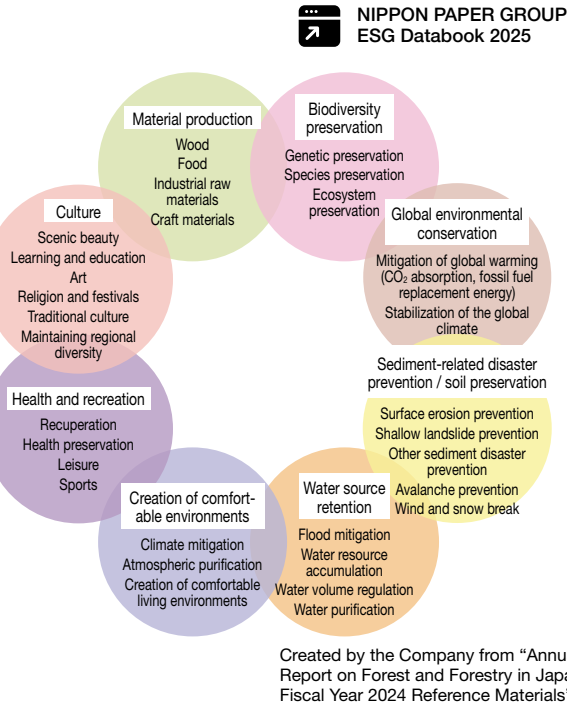 NIPPON PAPER GROUP
ESG Databook 2025
Material production
Wood
Food
Industrial raw
materials
Craft materials
Biodiversity
preservation
Genetic preservation
Species preservation
Ecosystem
preservation
Culture
Scenic beauty
Learning and education
Art
Religion and festivals
Traditional culture
Maintaining regional
diversity
Global environmental
conservation
Mitigation of global warming
(CO₂ absorption, fossil fuel
replacement energy)
Stabilization of the global
climate
Health and recreation
Recuperation
Health preservation
Leisure
Sports
Sediment-related disaster
prevention / soil preservation
Surface erosion prevention
Shallow landslide prevention
Other sediment disaster
prevention
Avalanche prevention
Wind and snow break
Creation of comfort-
able environments
Climate mitigation
Atmospheric purification
Creation of comfortable
living environments
Water source
retention
Flood mitigation
Water resource
accumulation
Water volume regulation
Water purification
Created by the Company from “Annu
Report on Forest and Forestry in Japa
Fiscal Year 2024 Reference Materials”